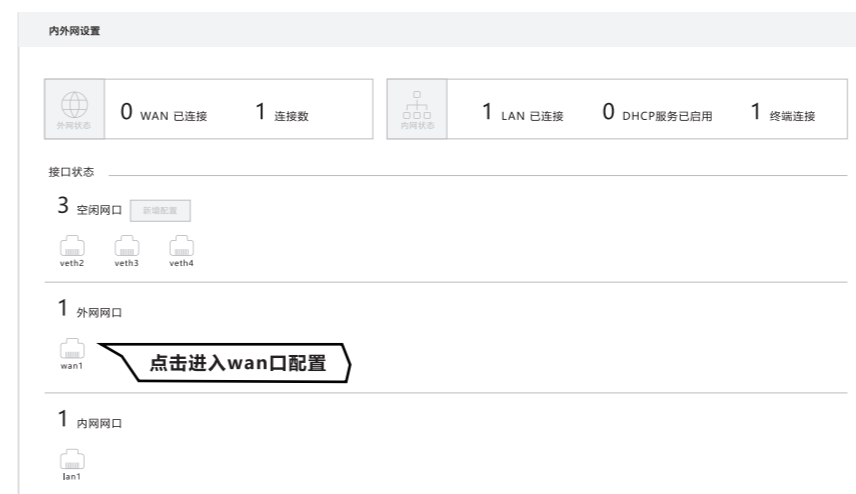 内外网设置
外网状态
0 WAN 已连接 1 连接数
内网状态
1 LAN 已连接 0 DHCP服务已启用 1 终端连接
接口状态
3 空闲网口 新增配置
veth2 veth3 veth4
1 外网网口
wan1
点击进入wan口配置
1 内网网口
lan1